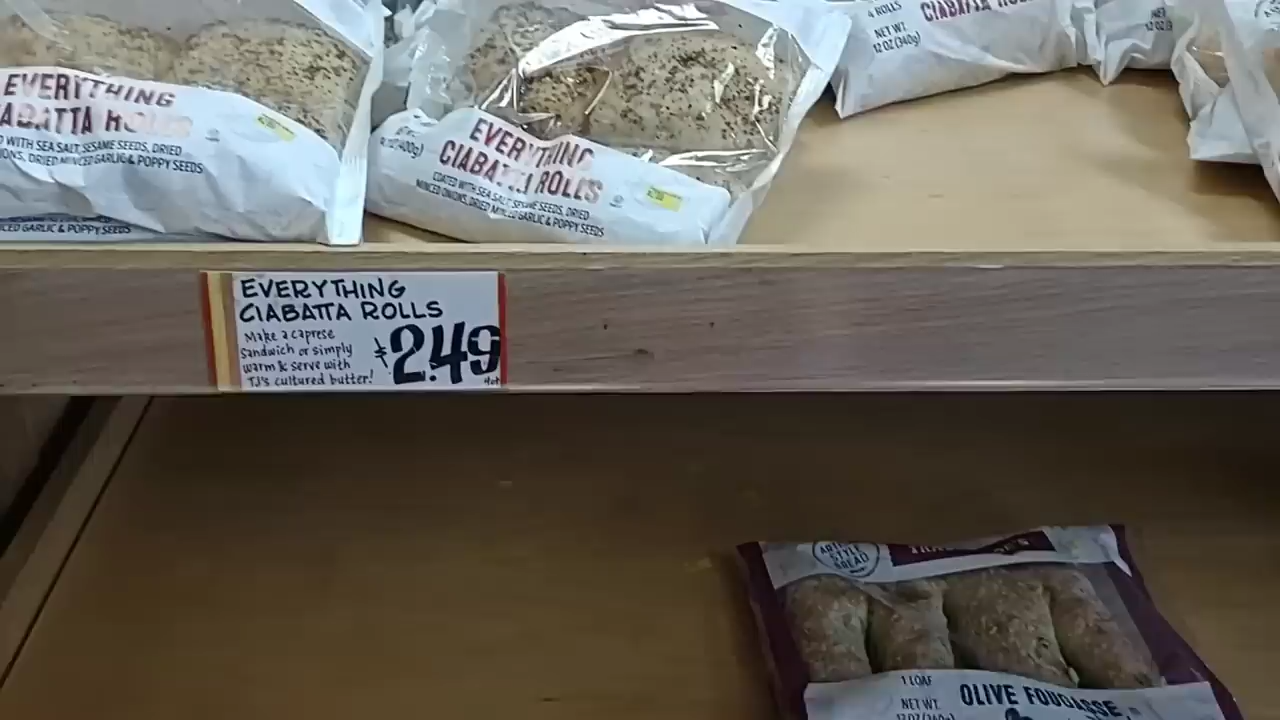 EVERYTHING
CIABATTA ROLLS
WITH SEA SALT, SESAME SEEDS, DRIED
ONIONS, DRIED MINCED GARLIC & POPPY SEEDS
GARLIC & POPPY SEEDS
(400g)
EVERYTHING
CIABATTA ROLLS
COATED WITH SEA SALT, SESAME SEEDS, DRIED
MINCED ONIONS, DRIED MINCED GARLIC & POPPY SEEDS
4 ROLLS
NET WT.
12 OZ (340g)
CIABATTA
EVERYTHING
CIABATTA ROLLS
Make a caprese
sandwich or simply
warm & serve with
TJ's cultured butter!
$2.49
BREAD
1 LOAF
NET WT.
OLIVE FOUGASSE